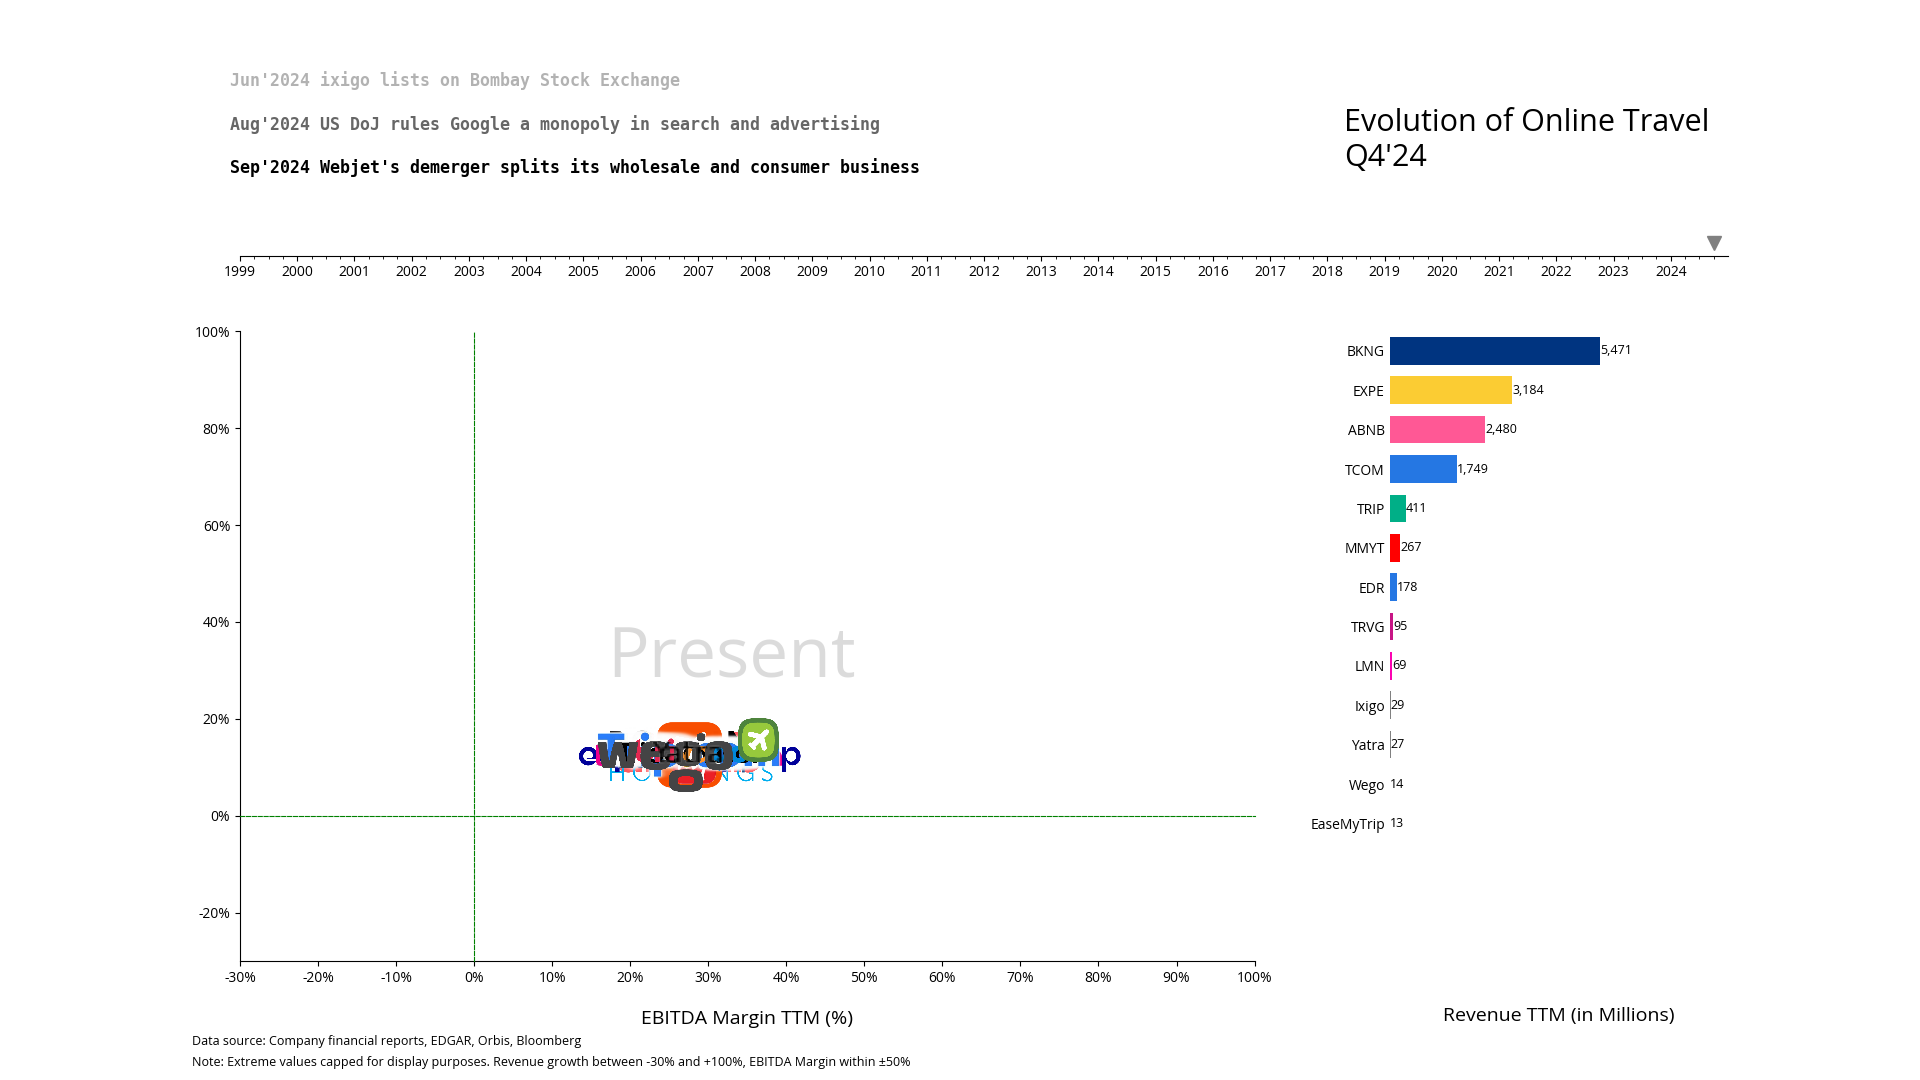 Jun'2024 ixigo lists on Bombay Stock Exchange
Aug'2024 US DoJ rules Google a monopoly in search and advertising
Sep'2024 Webjet's demerger splits its wholesale and consumer business
Evolution of Online Travel
Q4'24
1999 2000 2001 2002 2003 2004 2005 2006 2007 2008 2009 2010 2011 2012 2013 2014 2015 2016 2017 2018 2019 2020 2021 2022 2023 2024
100%
80%
60%
40%
20%
0%
-20%
Present
-30% -20% -10% 0% 10% 20% 30% 40% 50% 60% 70% 80% 90% 100%
EBITDA Margin TTM (%)
BKNG 5,471
EXPE 3,184
ABNB 2,480
TCOM 1,749
TRIP 411
MMYT 267
EDR 178
TRVG 95
LMN 69
Ixigo 29
Yatra 27
Wego 14
EaseMyTrip 13
Revenue TTM (in Millions)
Data source: Company financial reports, EDGAR, Orbis, Bloomberg
Note: Extreme values capped for display purposes. Revenue growth between -30% and +100%, EBITDA Margin within ±50%